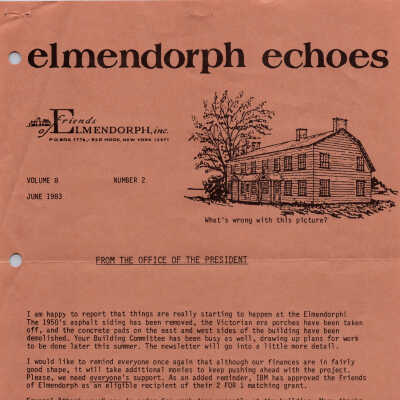 elmendorph echoes
Friends
of ELMENDORPH, inc.
P.O. BOX 1776, RED HOOK, NEW YORK 12571
VOLUME 8 NUMBER 2
JUNE 1983
What's wrong with this picture?
FROM THE OFFICE OF THE PRESIDENT
I am happy to report that things are really starting to happen at the Elmendorph!
The 1950's asphalt siding has been removed, the Victorian era porches have been taken
off, and the concrete pads on the east and west sides of the building have been
demolished. Your Building Committee has been busy as well, drawing up plans for work
to be done later this summer. The newsletter will go into a little more detail.
I would like to remind everyone once again that although our finances are in fairly
good shape, it will take additional monies to keep pushing ahead with the project.
Please, we need everyone's support. As an added reminder, IBM has approved the Friends
of Elmendorph as an eligible recipient of their 2 FOR 1 matching grant.